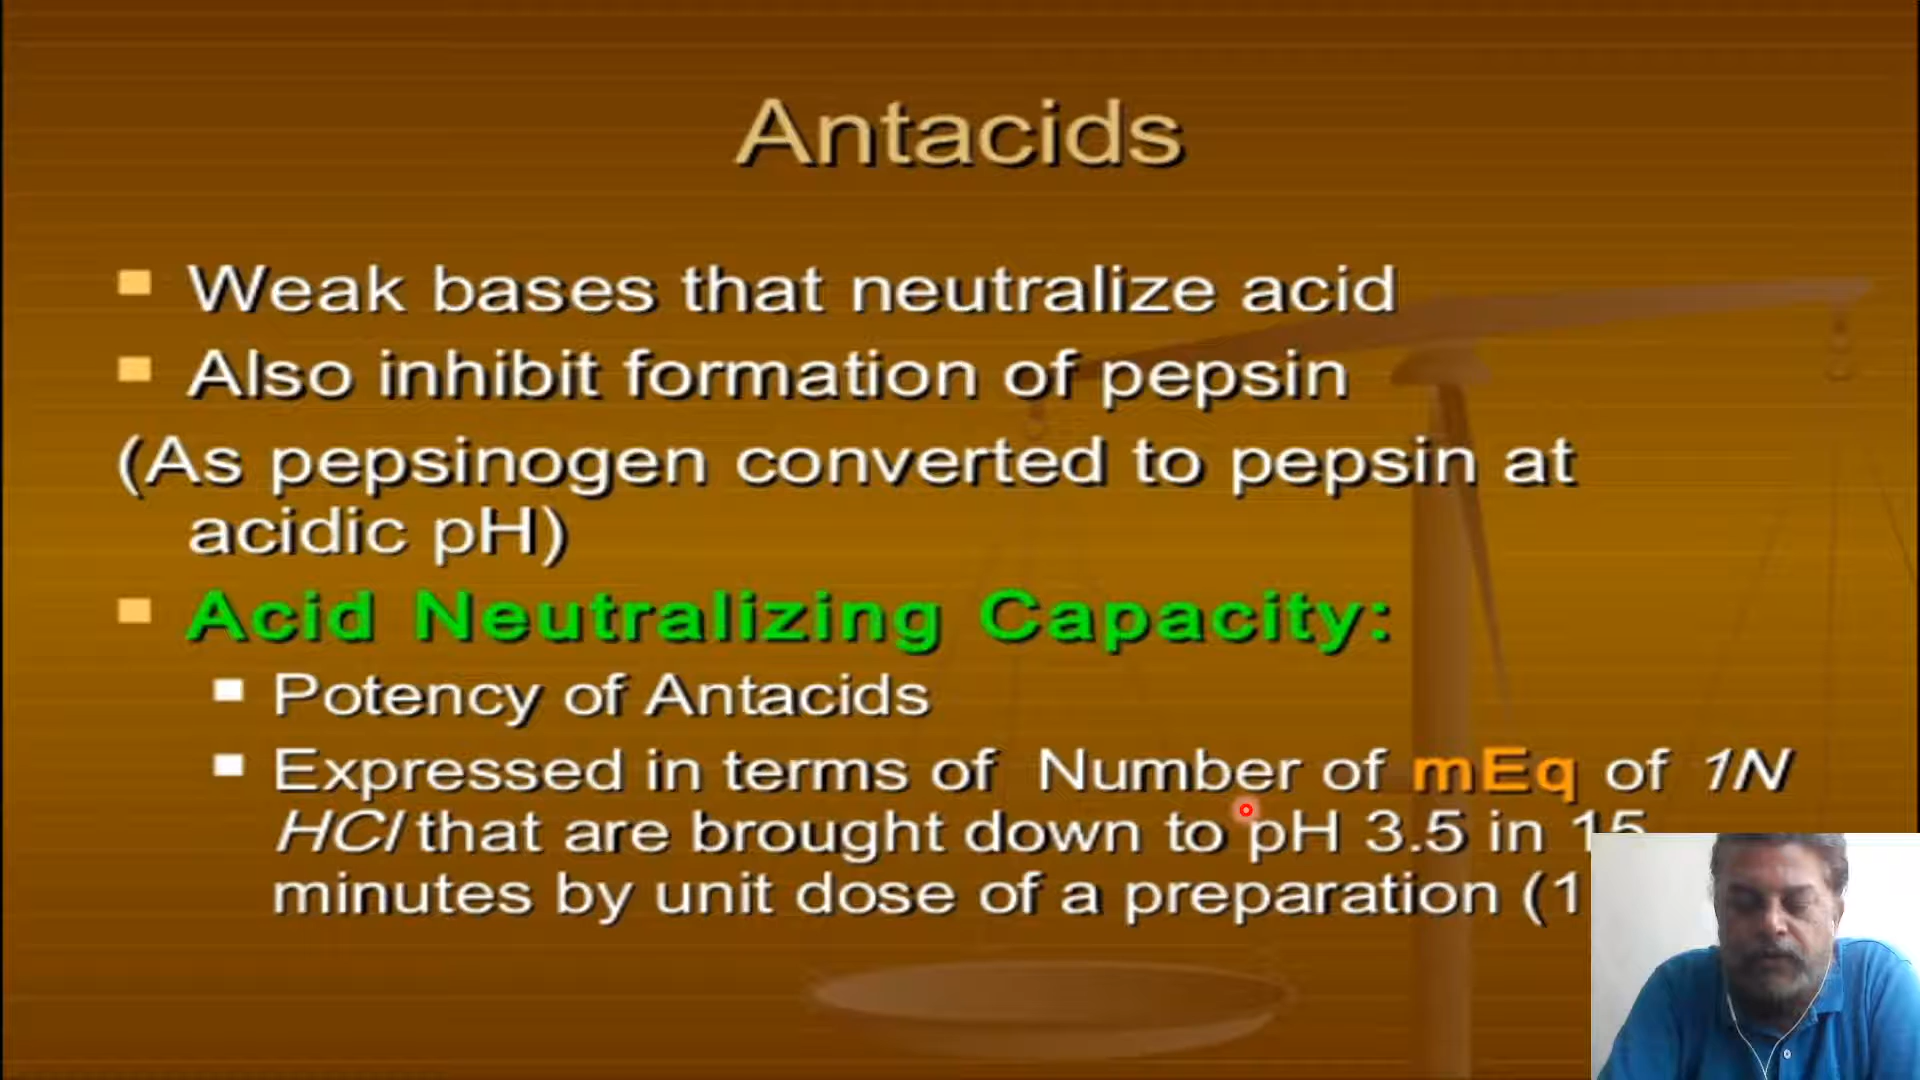 Antacids
Weak bases that neutralize acid
Also inhibit formation of pepsin
(As pepsinogen converted to pepsin at
acidic pH)
Acid Neutralizing Capacity:
Potency of Antacids
Expressed in terms of Number of mEq of 1N
HCl that are brought down to pH 3.5 in 15
minutes by unit dose of a preparation (1